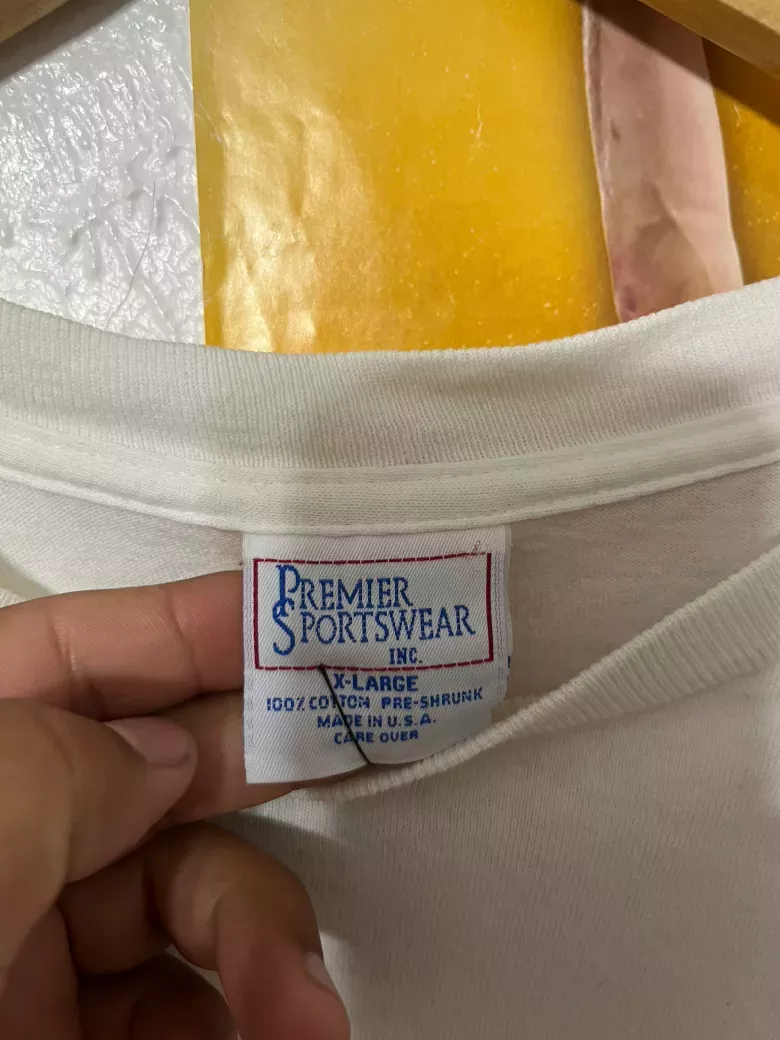 PREMIER
SPORTSWEAR
INC.
X-LARGE
100% COTTON PRE-SHRUNK
MADE IN U.S.A.
CARE OVER